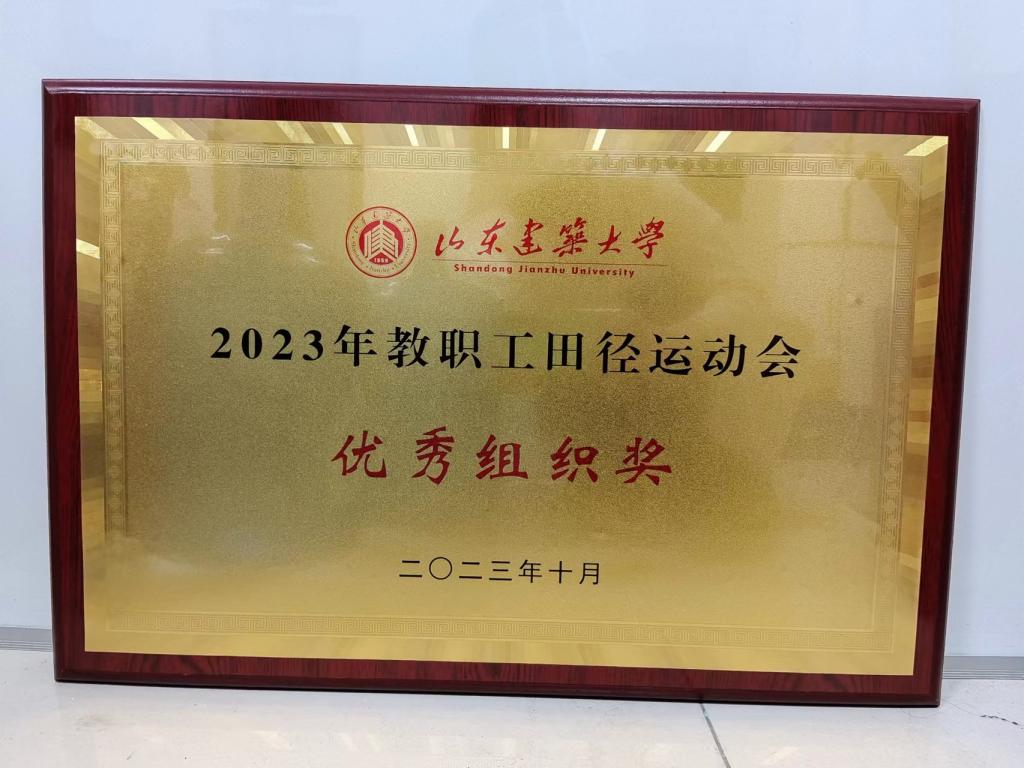 山东建築大學
Shandong Jianzhu University
1956
2023年教职工田径运动会
优秀组织奖
二〇二三年十月